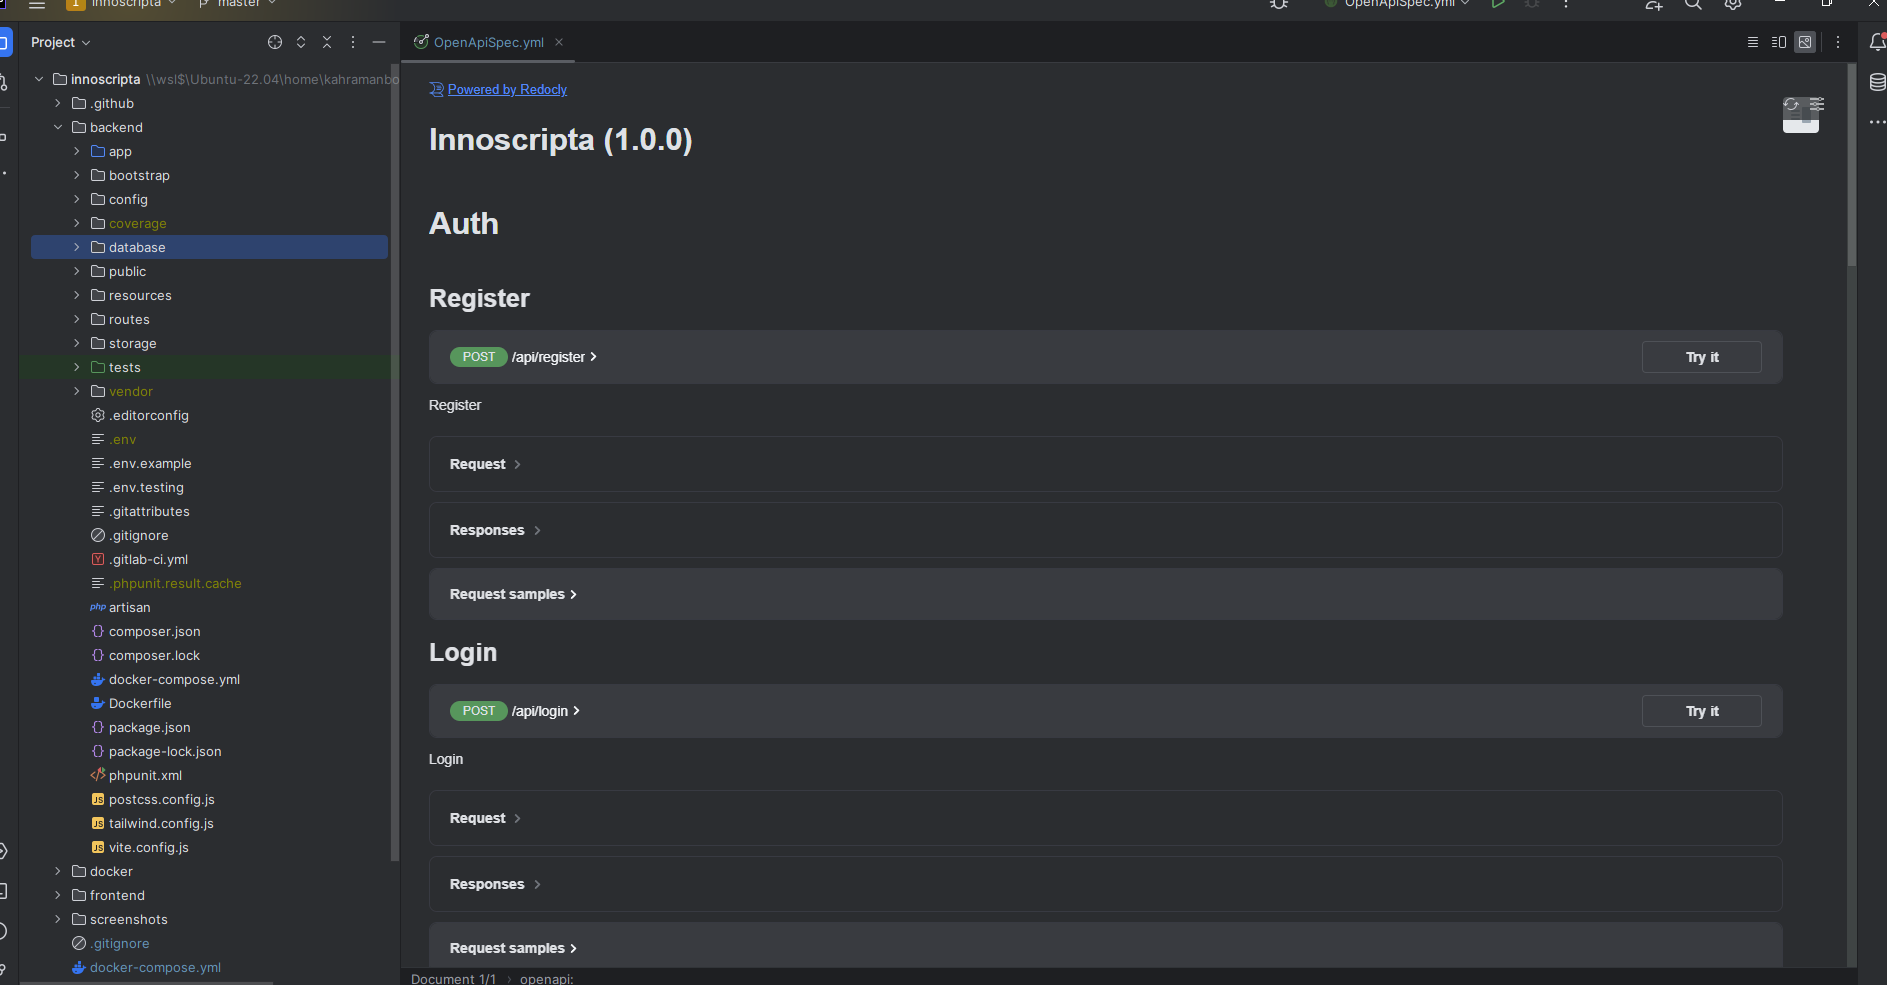 innoscripta
master
OpenApiSpec.yml
Project
OpenApiSpec.yml
innoscripta \\wsl$\Ubuntu-22.04\home\kahramanbo
.github
backend
app
bootstrap
config
coverage
database
public
resources
routes
storage
tests
vendor
.editorconfig
.env
.env.example
.env.testing
.gitattributes
.gitignore
.gitlab-ci.yml
.phpunit.result.cache
php artisan
composer.json
composer.lock
docker-compose.yml
Dockerfile
package.json
package-lock.json
phpunit.xml
JS postcss.config.js
JS tailwind.config.js
JS vite.config.js
docker
frontend
screenshots
.gitignore
docker-compose.yml
Powered by Redocly
Innoscripta (1.0.0)
Auth
Register
POST /api/register
Try it
Register
Request
Responses
Request samples
Login
POST /api/login
Try it
Login
Request
Responses
Request samples
Document 1/1 › openapi: